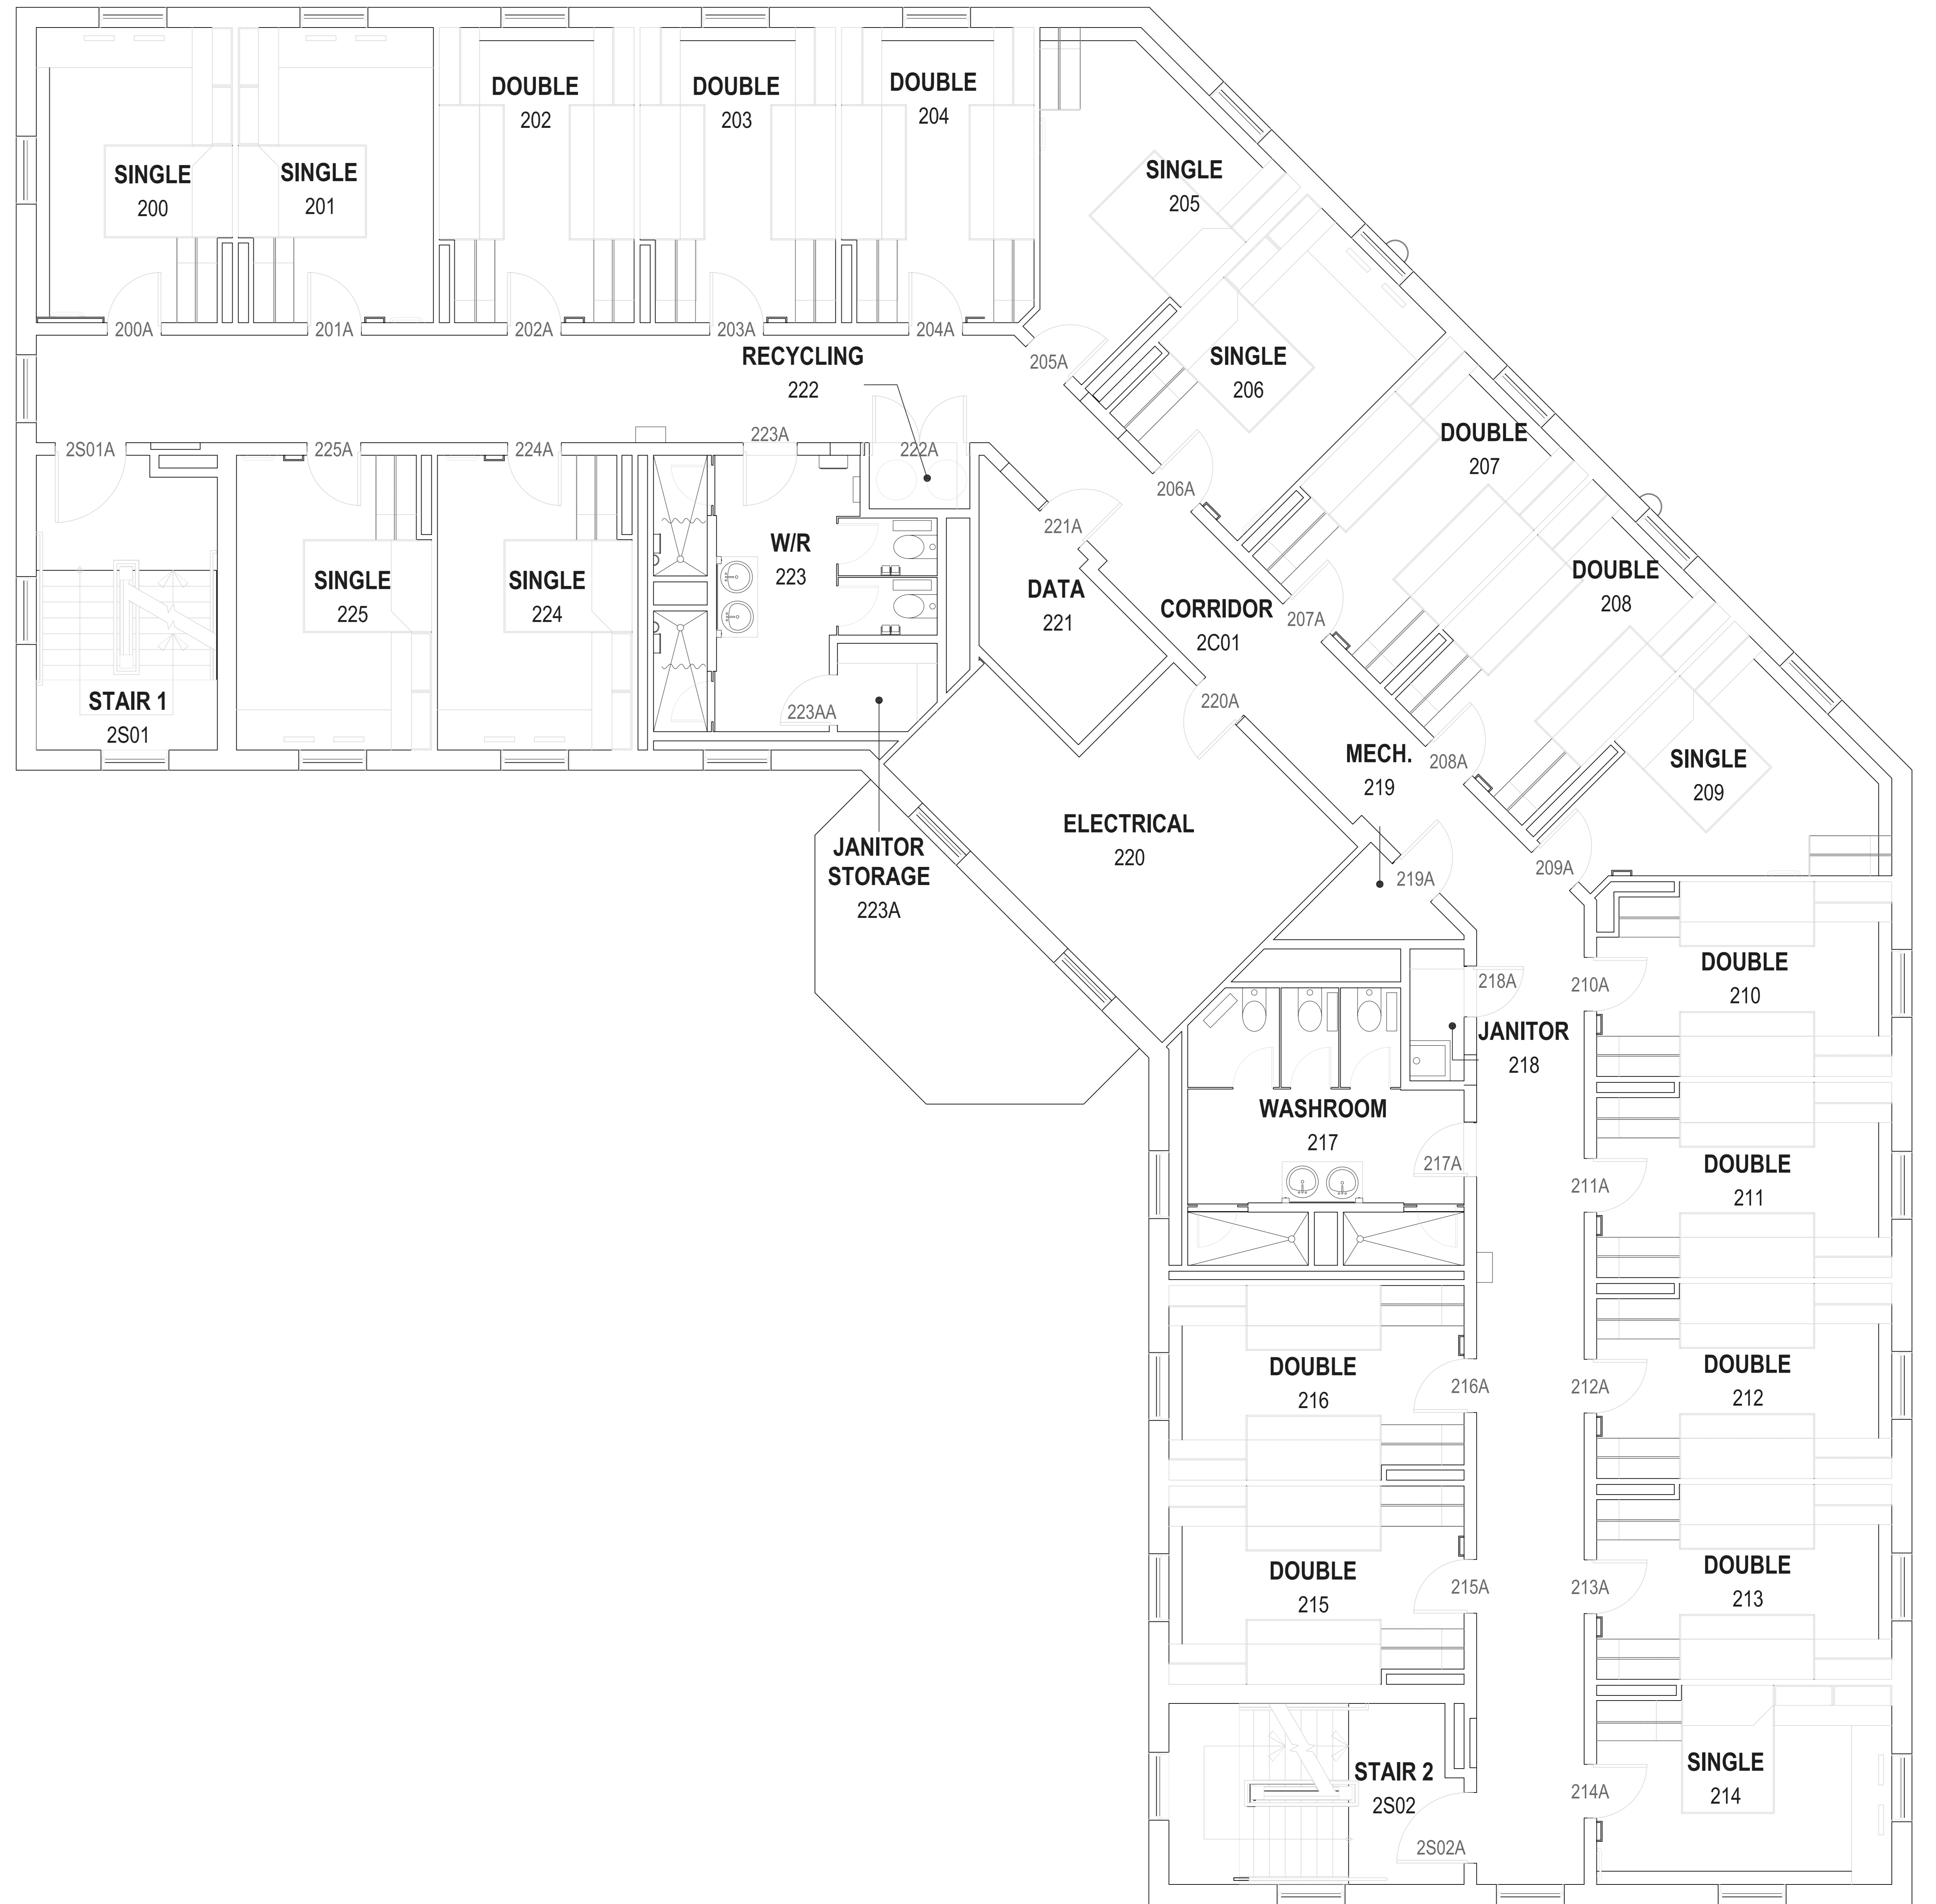 SINGLE
200
SINGLE
201
DOUBLE
202
DOUBLE
203
DOUBLE
204
SINGLE
205
200A
201A
202A
203A
204A
205A
RECYCLING
222
SINGLE
206
DOUBLE
207
2S01A
225A
224A
223A
222A
206A
221A
W/R
223
SINGLE
225
SINGLE
224
DATA
221
CORRIDOR
2C01
207A
DOUBLE
208
STAIR 1
2S01
223AA
220A
MECH.
219
208A
SINGLE
209
ELECTRICAL
220
JANITOR
STORAGE
223A
219A
209A
218A
210A
DOUBLE
210
JANITOR
218
WASHROOM
217
217A
211A
DOUBLE
211
DOUBLE
216
216A
212A
DOUBLE
212
DOUBLE
215
215A
213A
DOUBLE
213
STAIR 2
2S02
2S02A
214A
SINGLE
214